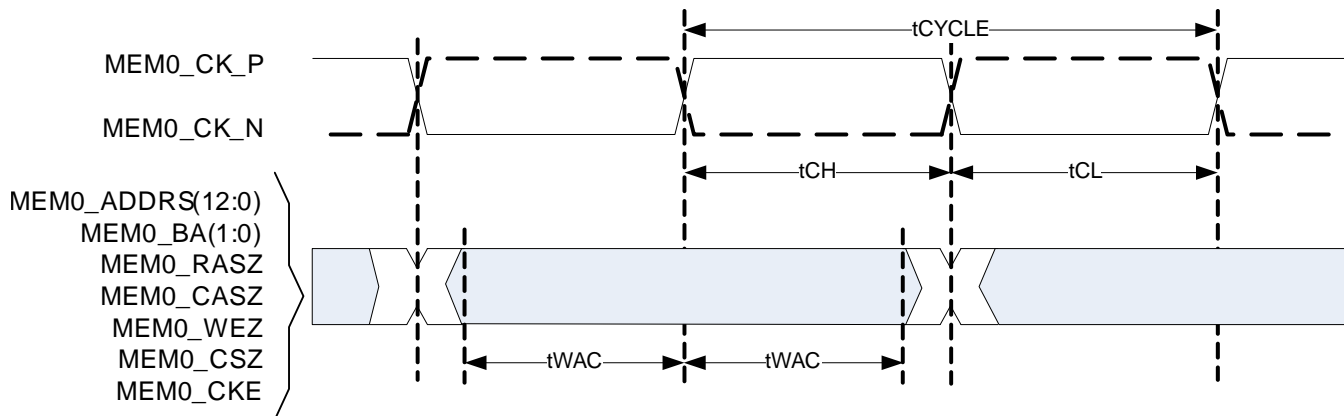 tCYCLE
MEM0_CK_P
MEM0_CK_N
tCH
tCL
MEM0_ADDRS(12:0)
MEM0_BA(1:0)
MEM0_RASZ
MEM0_CASZ
MEM0_WEZ
MEM0_CSZ
MEM0_CKE
tWAC
tWAC